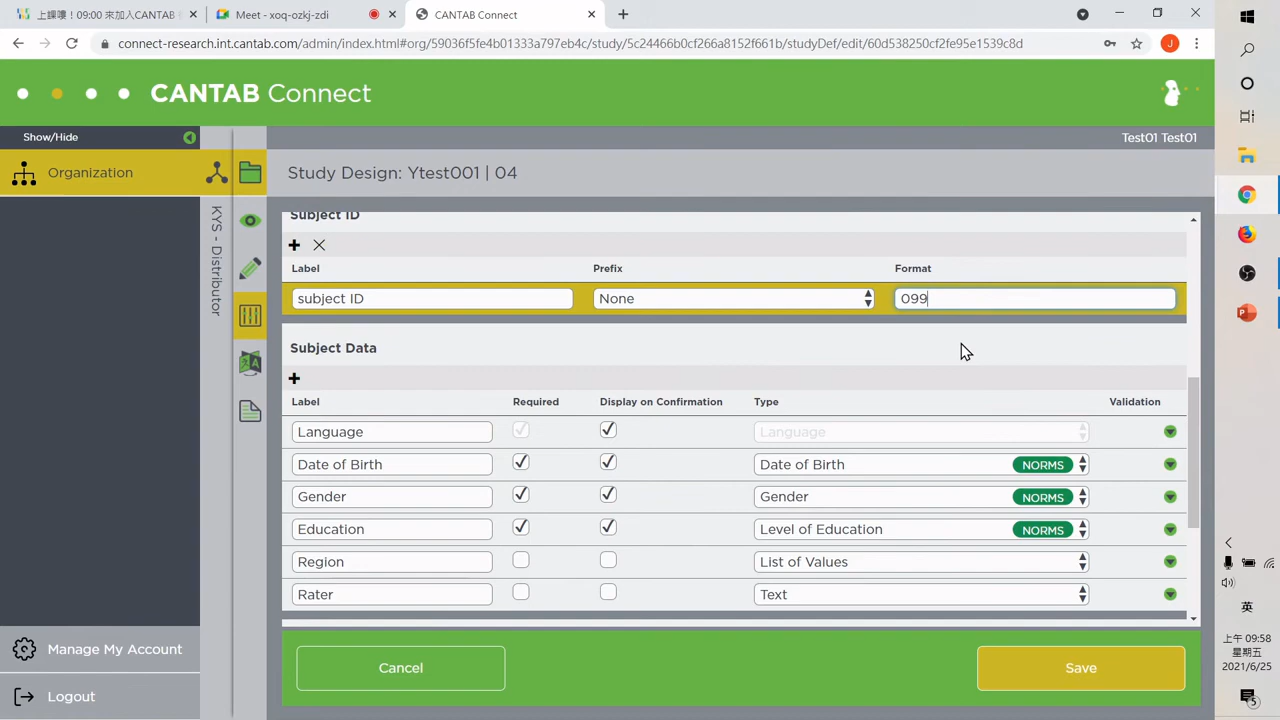 上課嘍！09:00 來加入CANTAB
Meet - xoq-ozkj-zdi
CANTAB Connect
connect-research.int.cantab.com/admin/index.html#org/59036f5fe4b01333a797eb4c/study/5c24466b0cf266a8152f661b/studyDef/edit/60d538250cf2fe95e1539c8d
J
CANTAB Connect
Show/Hide
Test01 Test01
Organization
Study Design: Ytest001 | 04
KYS - Distributor
Subject ID
Label
Prefix
Format
subject ID
None
099
Subject Data
Label
Required
Display on Confirmation
Type
Validation
Language
Language
Date of Birth
Date of Birth
NORMS
Gender
Gender
NORMS
Education
Level of Education
NORMS
Region
List of Values
Rater
Text
Manage My Account
Logout
Cancel
Save
英
上午 09:58
星期五
2021/6/25
5